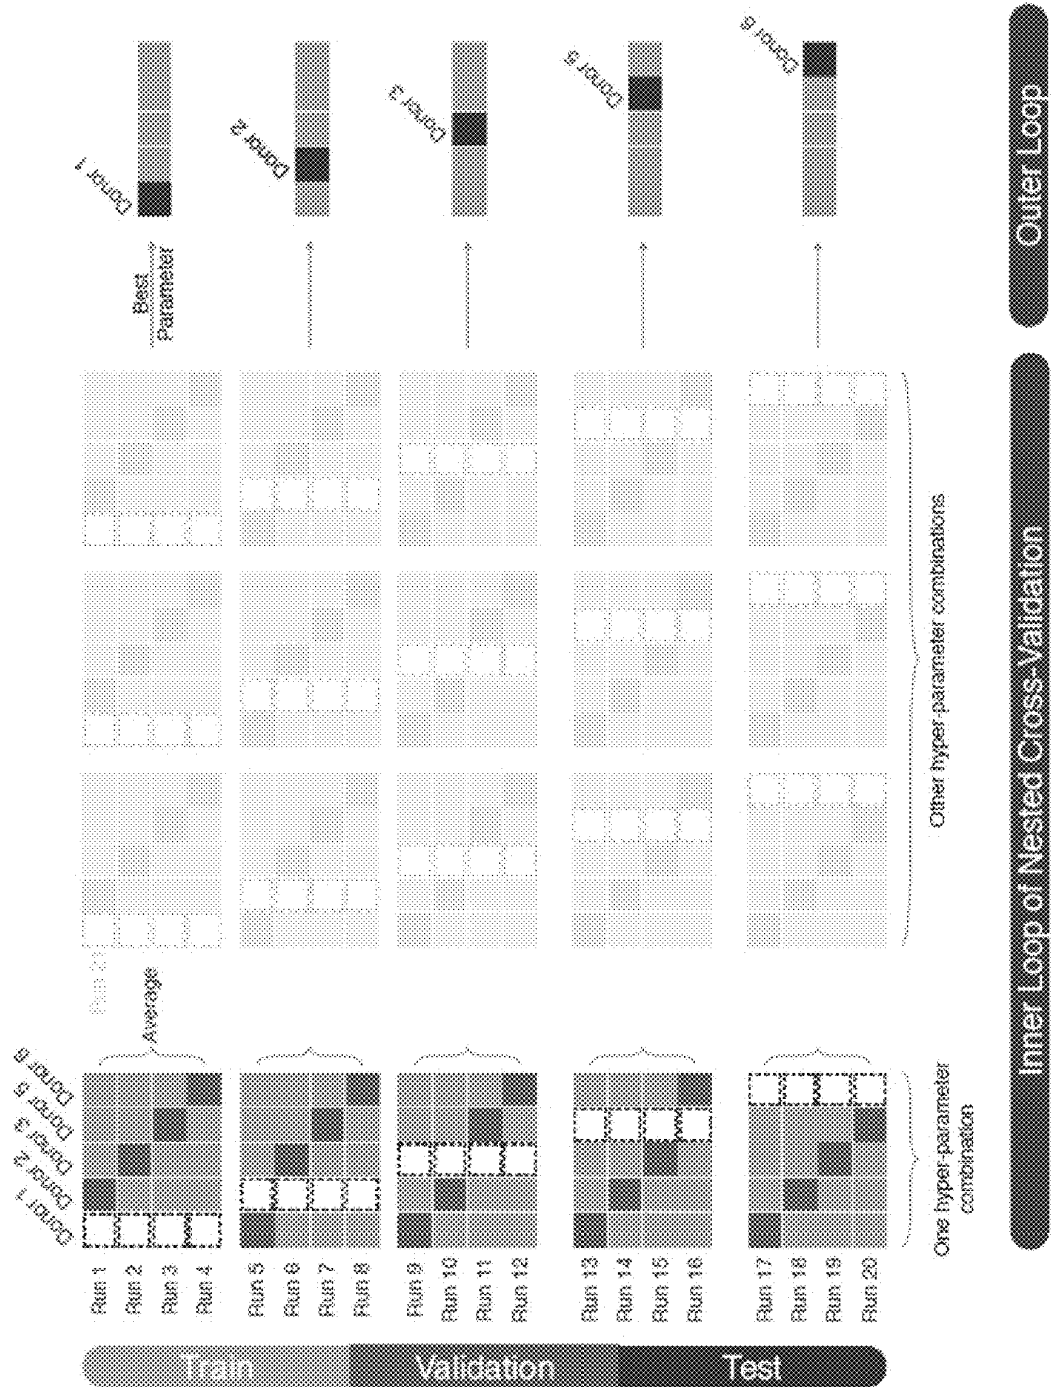 Train
Validation
Test
Run 1
Run 2
Run 3
Run 4
Run 5
Run 6
Run 7
Run 8
Run 9
Run 10
Run 11
Run 12
Run 13
Run 14
Run 15
Run 16
Run 17
Run 18
Run 19
Run 20
Donor 1
Donor 2
Donor 3
Donor 5
Donor 6
Average
Run 21
One hyper-parameter
combination
Other hyper-parameter combinations
Best
Parameter
Donor 1
Donor 2
Donor 3
Donor 5
Donor 6
Inner Loop of Nested Cross-Validation
Outer Loop